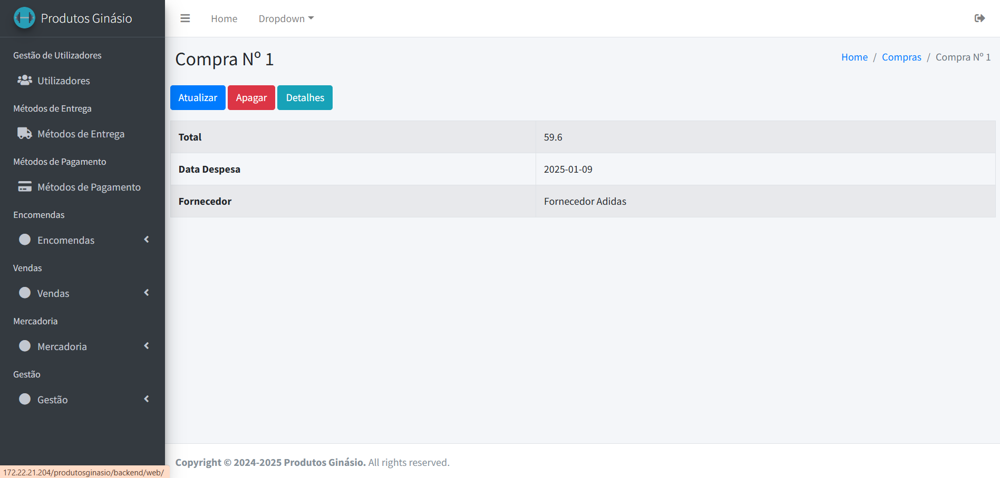 Produtos Ginásio
Home
Dropdown
Gestão de Utilizadores
Utilizadores
Métodos de Entrega
Métodos de Entrega
Métodos de Pagamento
Métodos de Pagamento
Encomendas
Encomendas
Vendas
Vendas
Mercadoria
Mercadoria
Gestão
Gestão
Compra Nº 1
Home / Compras / Compra Nº 1
Atualizar Apagar Detalhes
Total 59.6
Data Despesa 2025-01-09
Fornecedor Fornecedor Adidas
Copyright © 2024-2025 Produtos Ginásio. All rights reserved.
172.22.21.204/produtosginasio/backend/web/